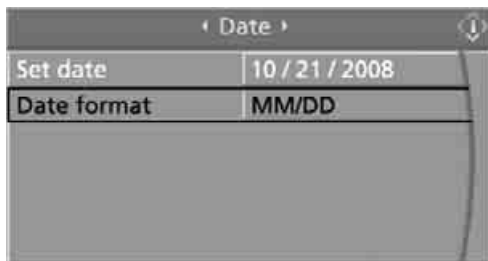 Date
Set date 10 / 21 / 2008
Date format MM/DD